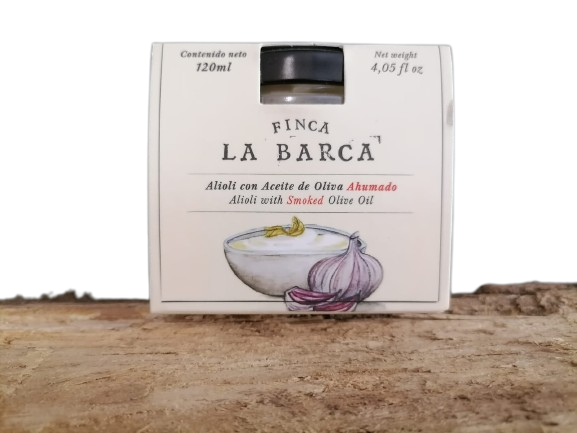 Contenido neto
120ml
Net weight
4,05 fl oz
FINCA
LA BARCA
Alioli con Aceite de Oliva Ahumado
Alioli with Smoked Olive Oil